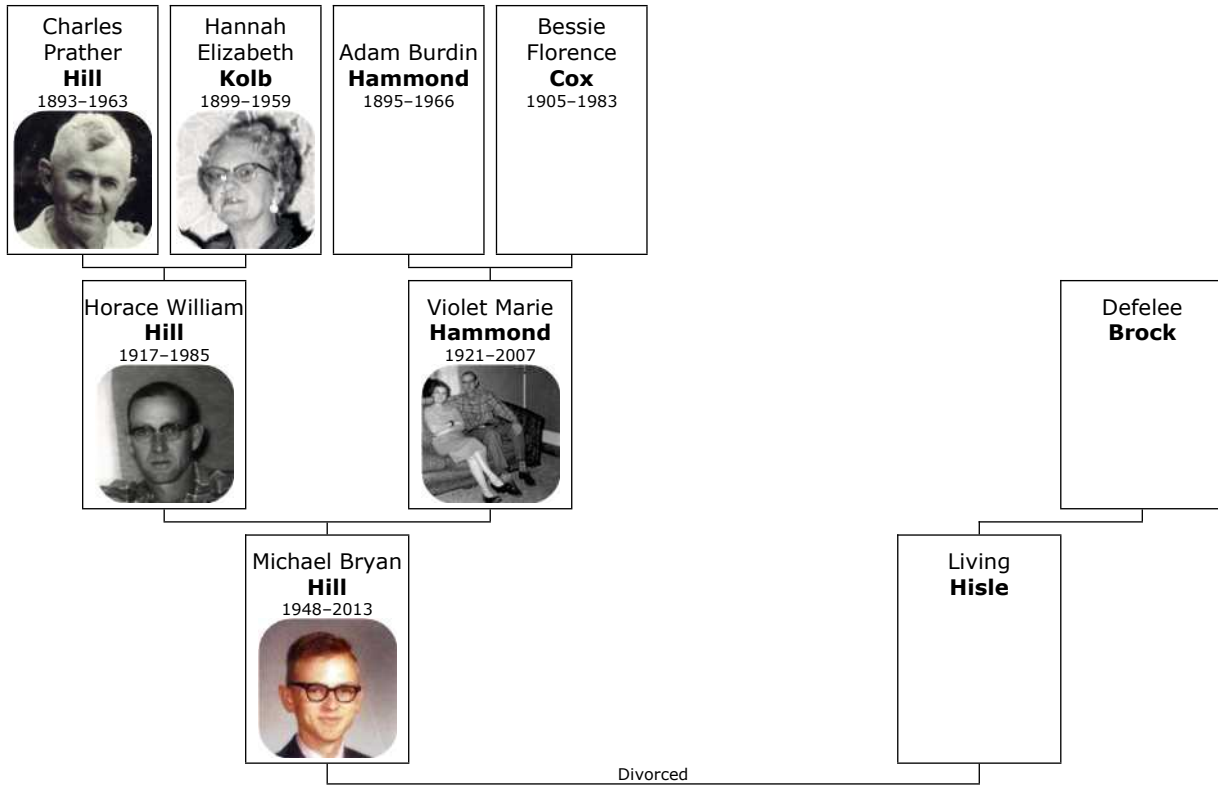 Charles
Prather
Hill
1893–1963
Hannah
Elizabeth
Kolb
1899–1959
Adam Burdin
Hammond
1895–1966
Bessie
Florence
Cox
1905–1983
Horace William
Hill
1917–1985
Violet Marie
Hammond
1921–2007
Defelee
Brock
Michael Bryan
Hill
1948–2013
Living
Hisle
Divorced